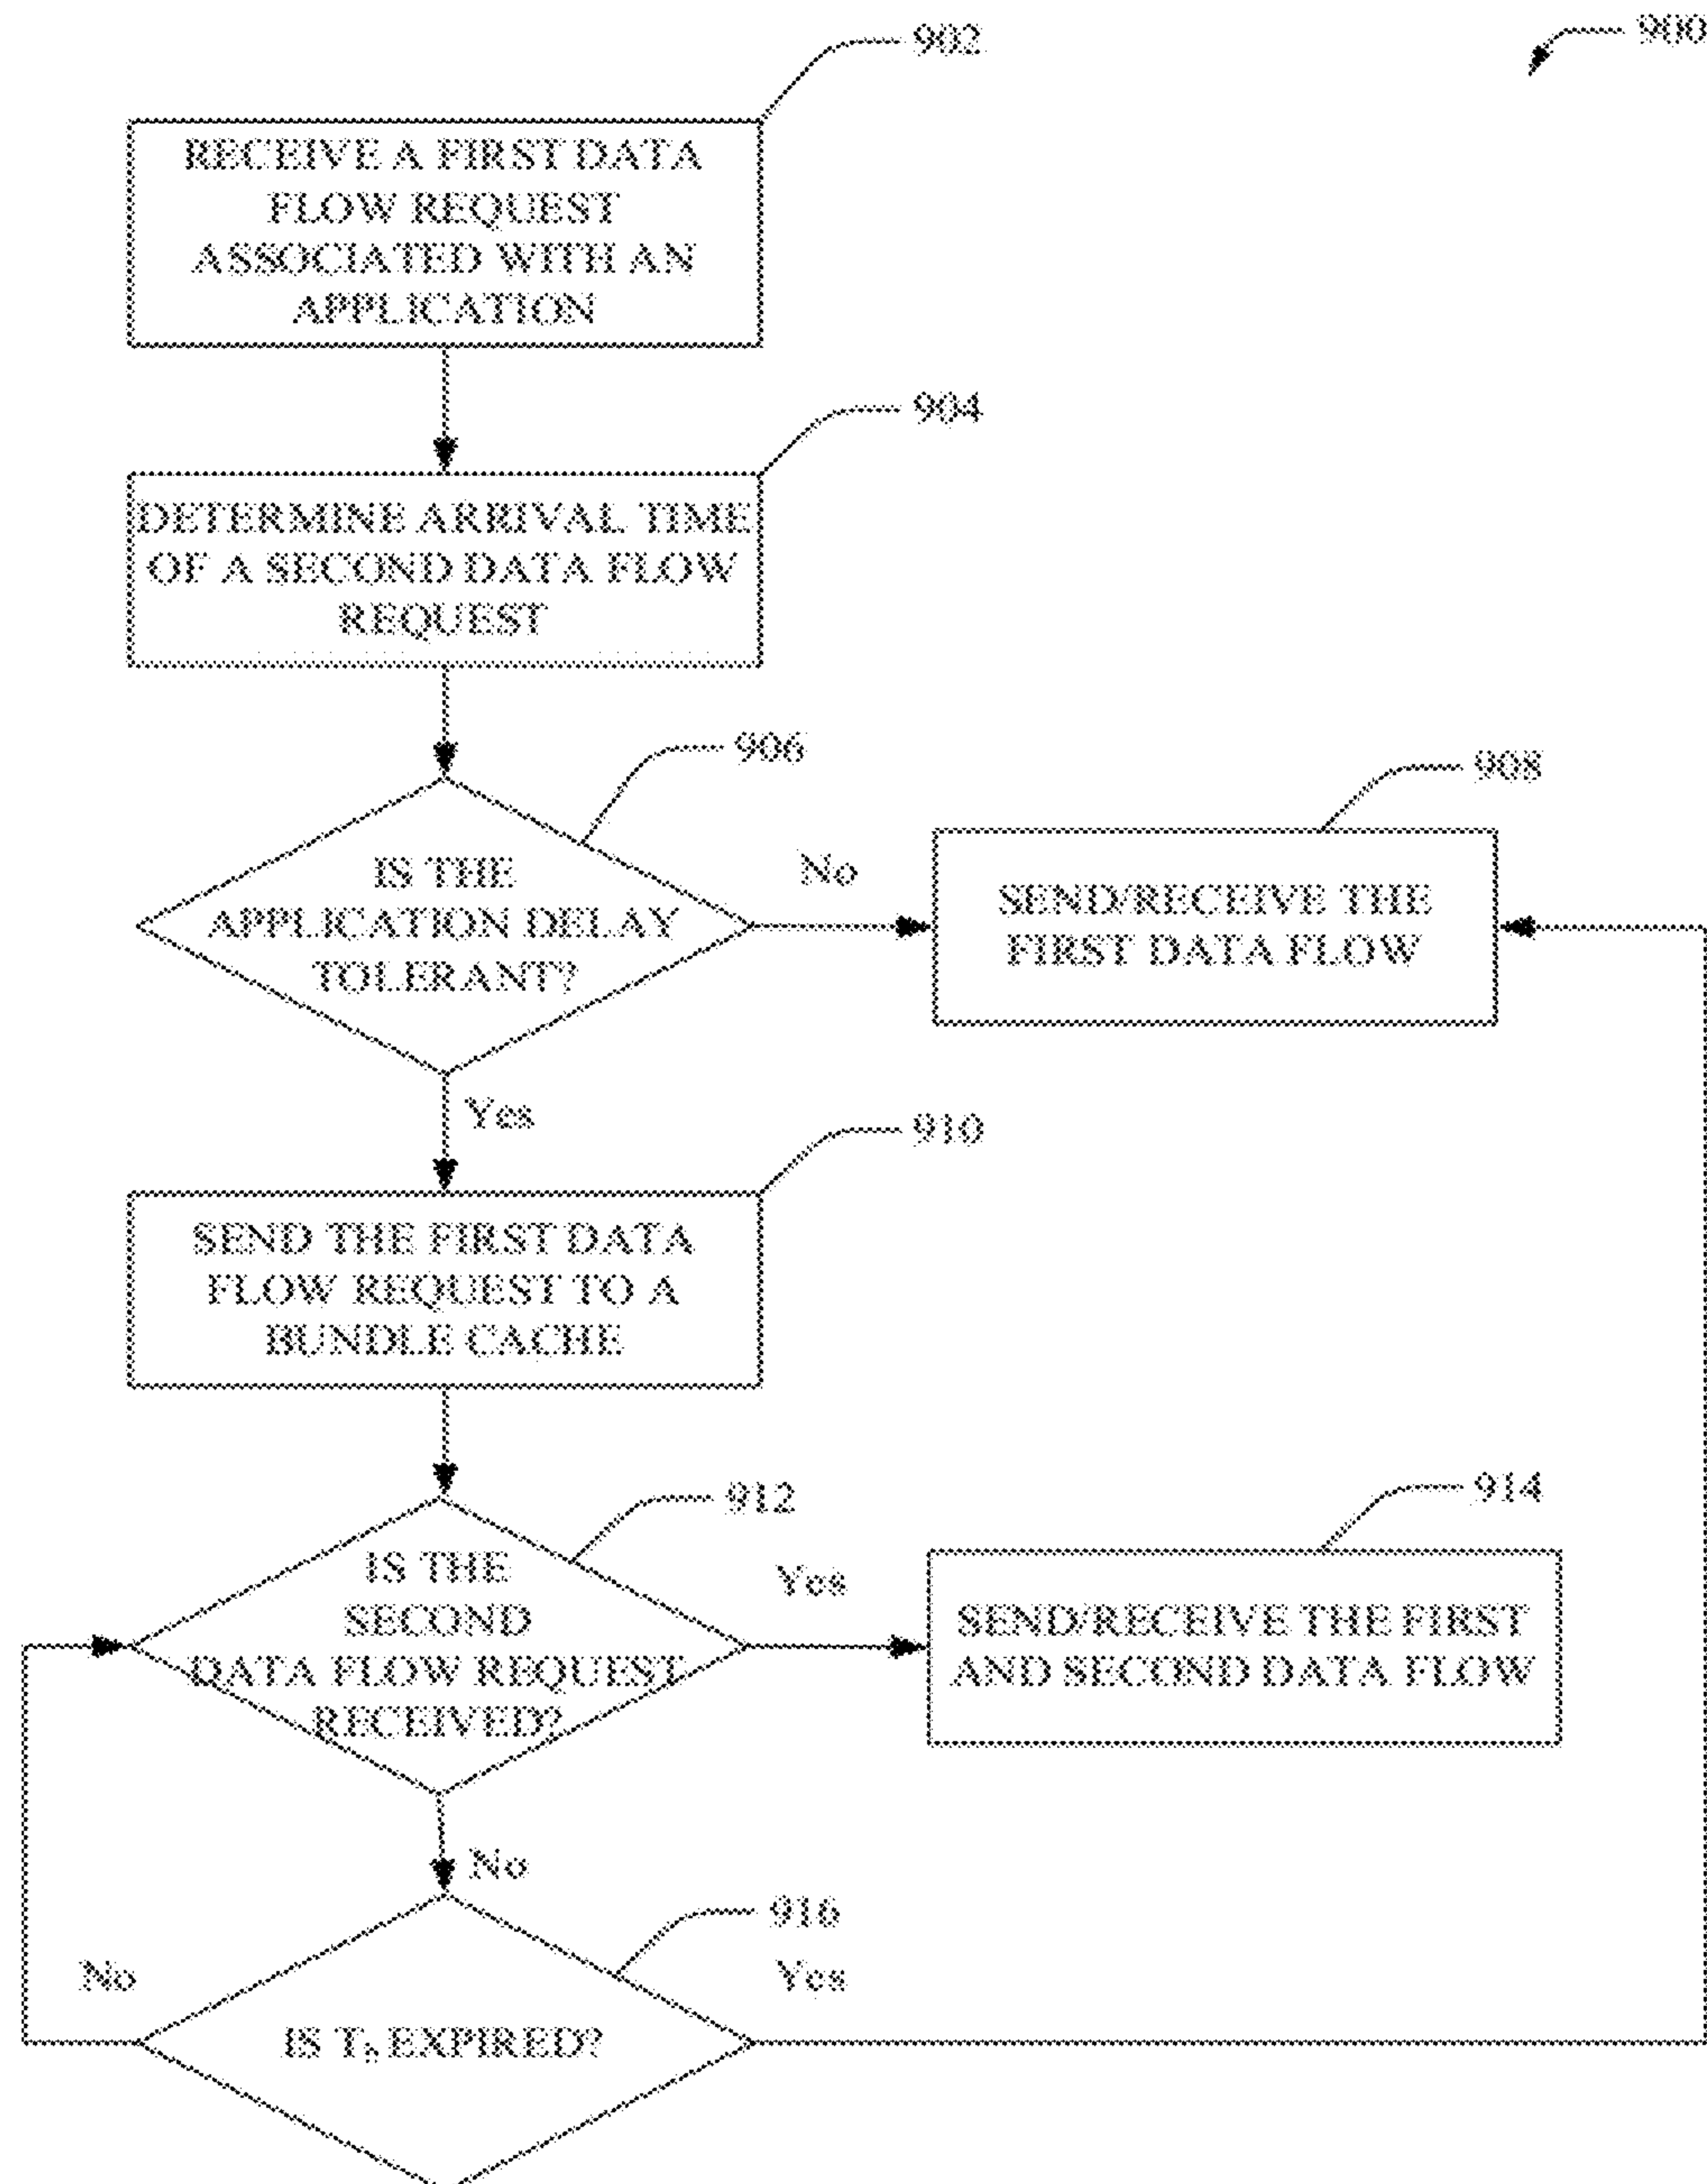 900
902
RECEIVE A FIRST DATA
FLOW REQUEST
ASSOCIATED WITH AN
APPLICATION
904
DETERMINE ARRIVAL TIME
OF A SECOND DATA FLOW
REQUEST
906
IS THE
APPLICATION DELAY
TOLERANT?
No
908
SEND/RECEIVE THE
FIRST DATA FLOW
Yes
910
SEND THE FIRST DATA
FLOW REQUEST TO A
BUNDLE CACHE
912
IS THE
SECOND
DATA FLOW REQUEST
RECEIVED?
Yes
914
SEND/RECEIVE THE FIRST
AND SECOND DATA FLOW
No
916
No
Yes
IS Tb EXPIRED?